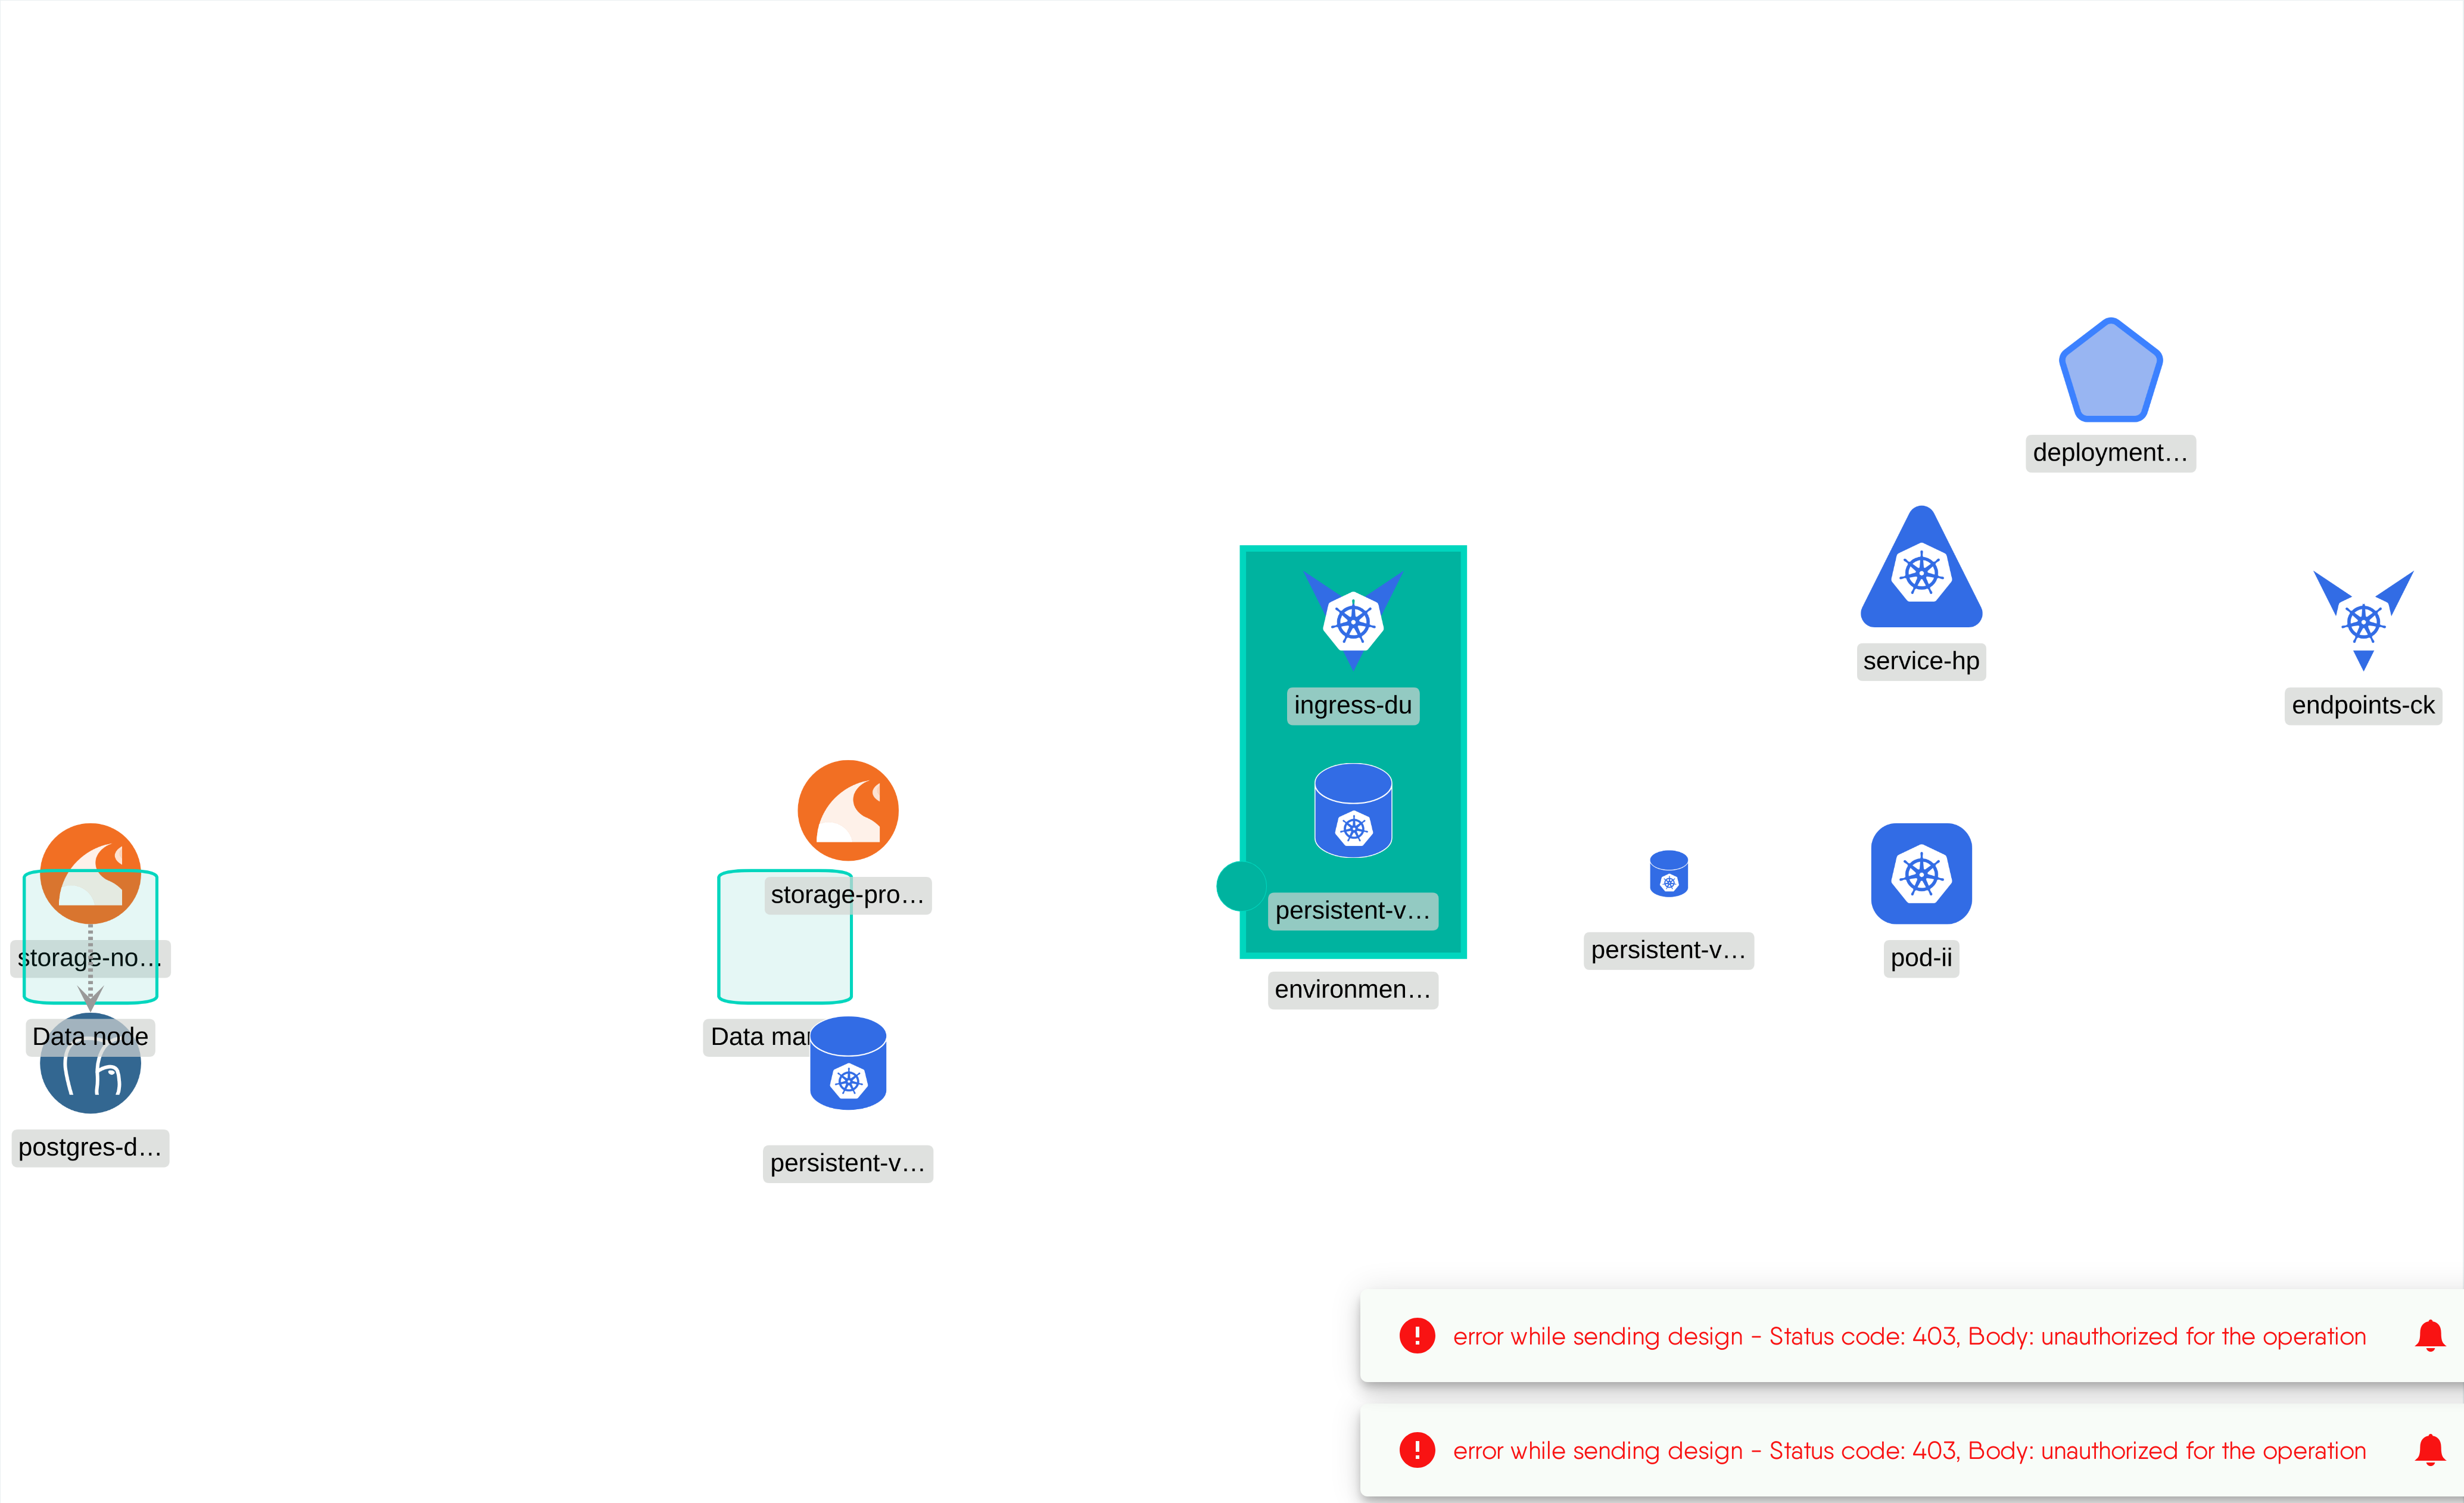 deployment…
service-hp
endpoints-ck
ingress-du
storage-pro…
persistent-v…
persistent-v…
storage-no…
pod-ii
environmen…
Data node
Data mar
postgres-d…
persistent-v…
error while sending design - Status code: 403, Body: unauthorized for the operation
error while sending design - Status code: 403, Body: unauthorized for the operation